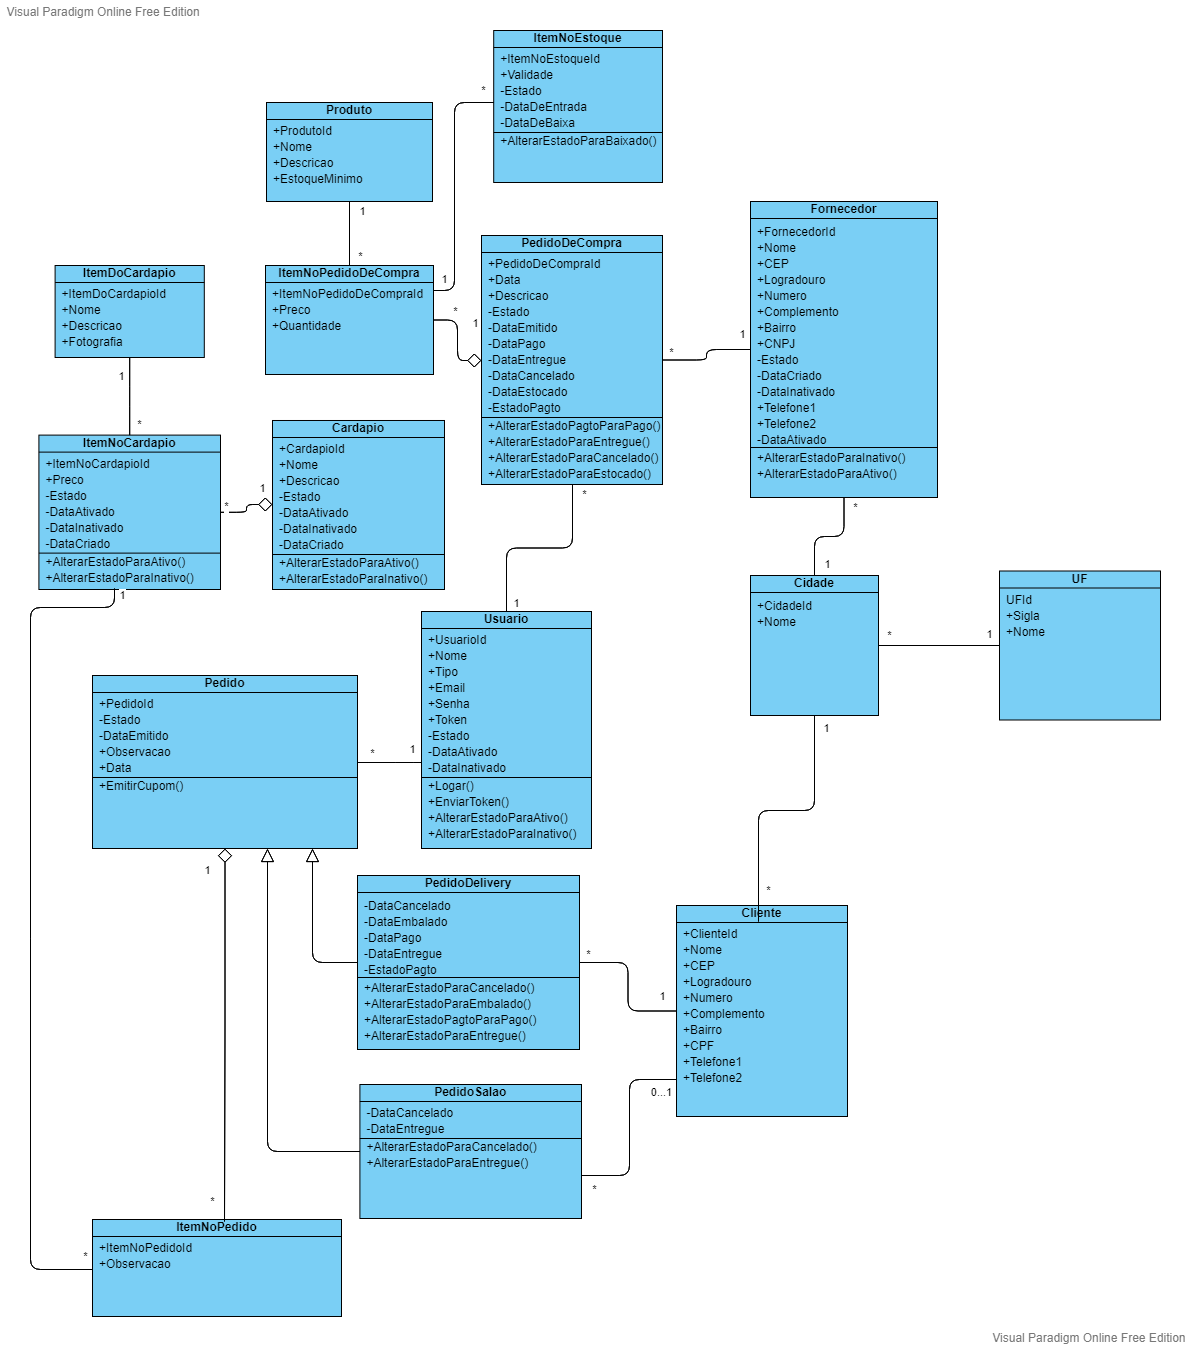 Visual Paradigm Online Free Edition
ItemNoEstoque
+ItemNoEstoqueId
+Validade
-Estado
-DataDeEntrada
-DataDeBaixa
+AlterarEstadoParaBaixado()
*
Produto
+ProdutoId
+Nome
+Descricao
+EstoqueMinimo
1
*
ItemNoPedidoDeCompra
+ItemNoPedidoDeCompraId
+Preco
+Quantidade
1
*
1
PedidoDeCompra
+PedidoDeCompraId
+Data
+Descricao
-Estado
-DataEmitido
-DataPago
-DataEntregue
-DataCancelado
-DataEstocado
-EstadoPagto
+AlterarEstadoPagtoParaPago()
+AlterarEstadoParaEntregue()
+AlterarEstadoParaCancelado()
+AlterarEstadoParaEstocado()
*
1
*
Fornecedor
+FornecedorId
+Nome
+CEP
+Logradouro
+Numero
+Complemento
+Bairro
+CNPJ
-Estado
-DataCriado
-DataInativado
+Telefone1
+Telefone2
-DataAtivado
+AlterarEstadoParaInativo()
+AlterarEstadoParaAtivo()
*
1
ItemDoCardapio
+ItemDoCardapioId
+Nome
+Descricao
+Fotografia
1
*
ItemNoCardapio
+ItemNoCardapioId
+Preco
-Estado
-DataAtivado
-DataInativado
-DataCriado
+AlterarEstadoParaAtivo()
+AlterarEstadoParaInativo()
1
*
1
Cardapio
+CardapioId
+Nome
+Descricao
-Estado
-DataAtivado
-DataInativado
-DataCriado
+AlterarEstadoParaAtivo()
+AlterarEstadoParaInativo()
Cidade
+CidadeId
+Nome
*
1
UF
UFId
+Sigla
+Nome
1
*
1
Usuario
+UsuarioId
+Nome
+Tipo
+Email
+Senha
+Token
-Estado
-DataAtivado
-DataInativado
+Logar()
+EnviarToken()
+AlterarEstadoParaAtivo()
+AlterarEstadoParaInativo()
Pedido
+PedidoId
-Estado
-DataEmitido
+Observacao
+Data
+EmitirCupom()
*
1
1
*
PedidoDelivery
-DataCancelado
-DataEmbalado
-DataPago
-DataEntregue
-EstadoPagto
+AlterarEstadoParaCancelado()
+AlterarEstadoParaEmbalado()
+AlterarEstadoPagtoParaPago()
+AlterarEstadoParaEntregue()
*
1
Cliente
+ClienteId
+Nome
+CEP
+Logradouro
+Numero
+Complemento
+Bairro
+CPF
+Telefone1
+Telefone2
0...1
*
PedidoSalao
-DataCancelado
-DataEntregue
+AlterarEstadoParaCancelado()
+AlterarEstadoParaEntregue()
*
ItemNoPedido
+ItemNoPedidoId
+Observacao
Visual Paradigm Online Free Edition